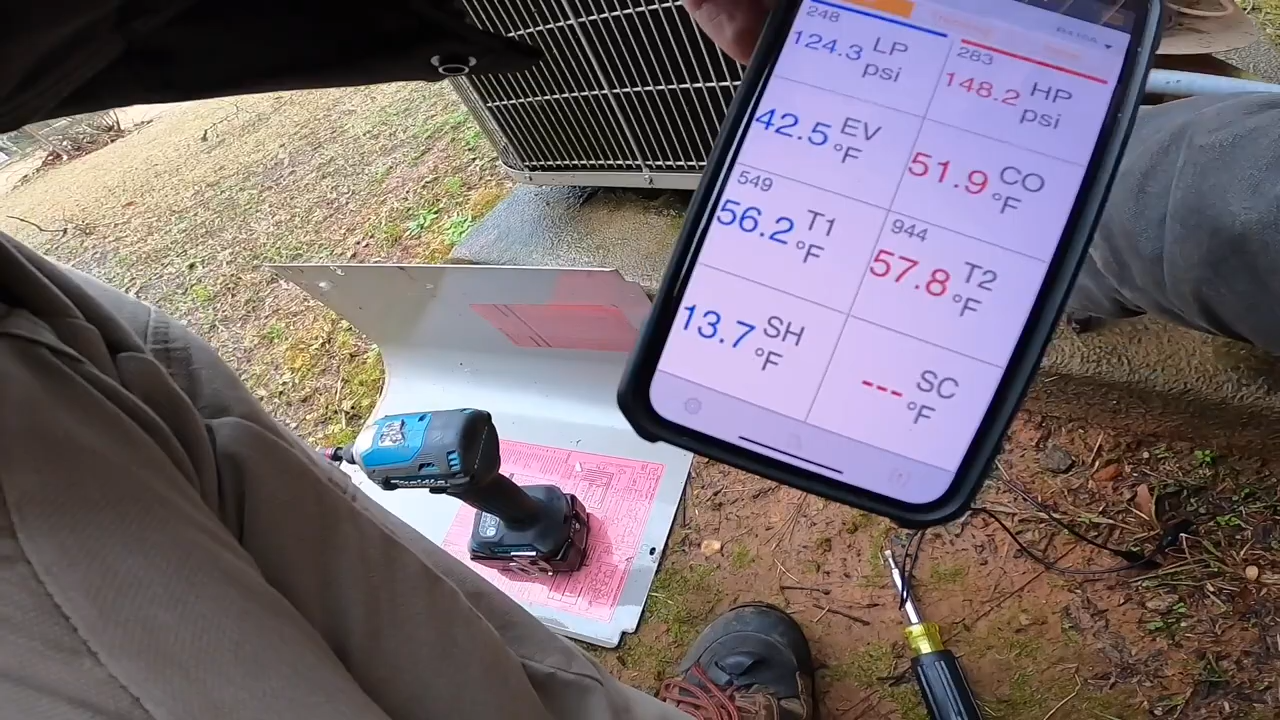 248
124.3 LP psi
283
148.2 HP psi
42.5 EV °F
51.9 CO °F
549
56.2 T1 °F
944
57.8 T2 °F
13.7 SH °F
--- SC °F
makita